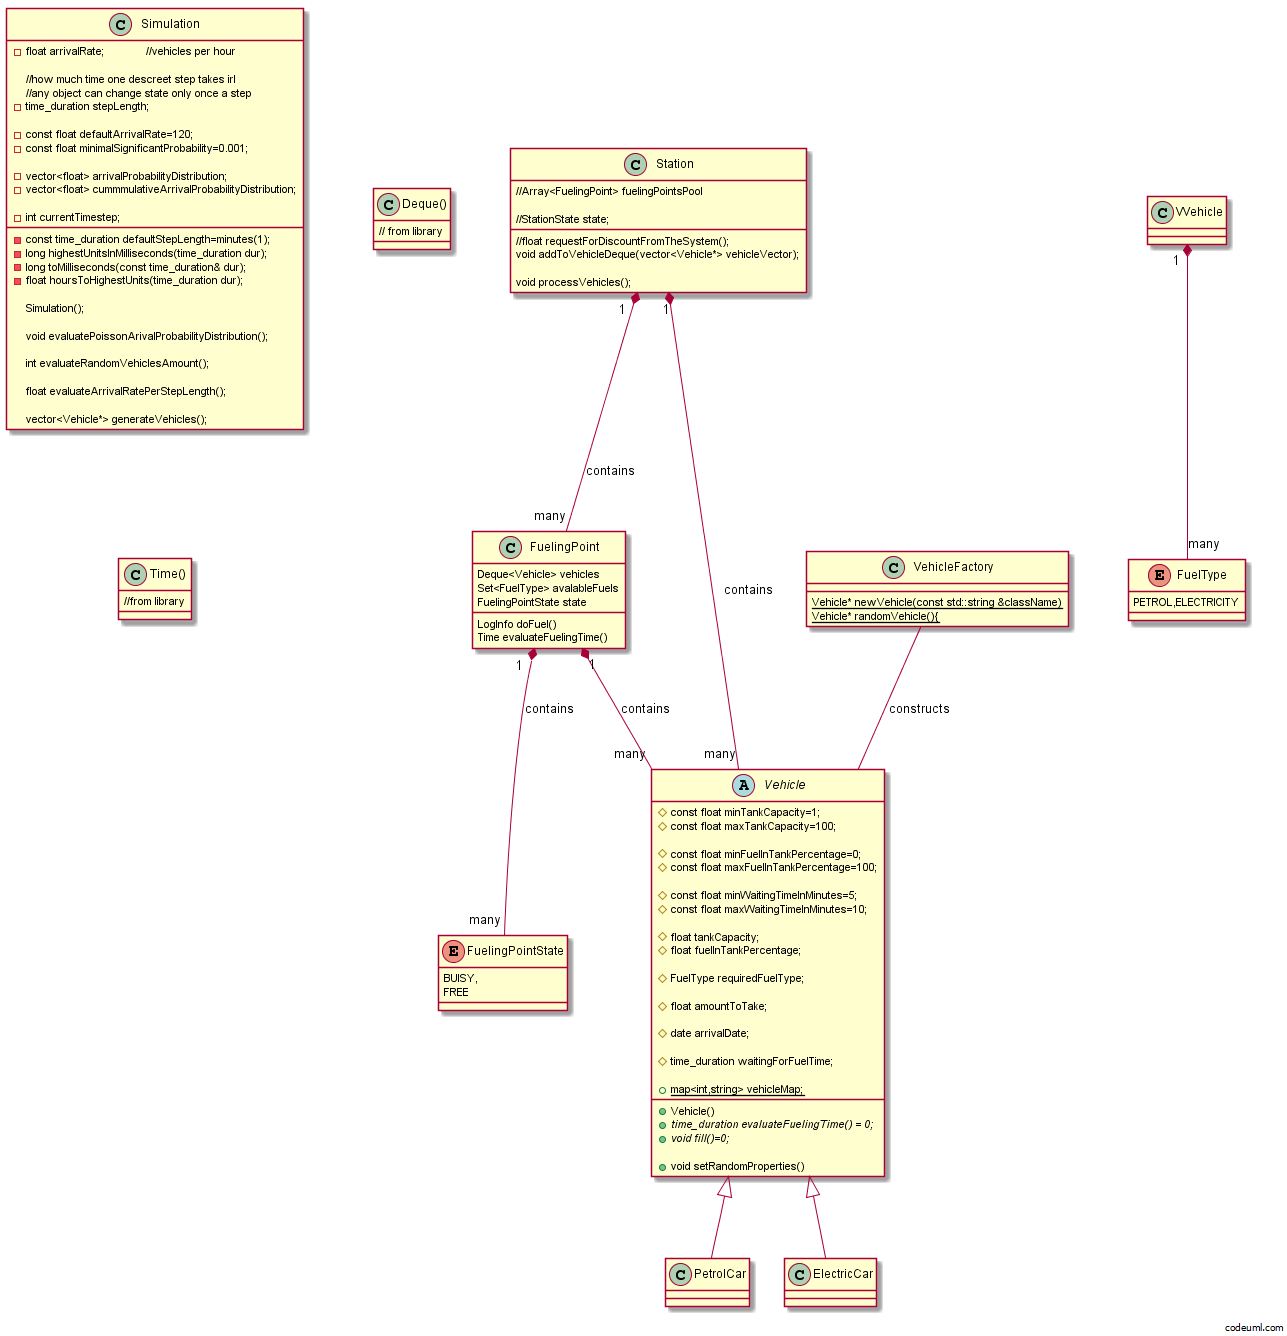 C Simulation
float arrivalRate; //vehicles per hour
//how much time one descreet step takes irl
//any object can change state only once a step
time_duration stepLength;
const float defaultArrivalRate=120;
const float minimalSignificantProbability=0.001;
vector<float> arrivalProbabilityDistribution;
vector<float> cummmulativeArrivalProbabilityDistribution;
int currentTimestep;
const time_duration defaultStepLength=minutes(1);
long highestUnitsInMilliseconds(time_duration dur);
long toMilliseconds(const time_duration& dur);
float hoursToHighestUnits(time_duration dur);
Simulation();
void evaluatePoissonArivalProbabilityDistribution();
int evaluateRandomVehiclesAmount();
float evaluateArrivalRatePerStepLength();
vector<Vehicle*> generateVehicles();
C Deque()
// from library
C Station
//Array<FuelingPoint> fuelingPointsPool
//StationState state;
//float requestForDiscountFromTheSystem();
void addToVehicleDeque(vector<Vehicle*> vehicleVector);
void processVehicles();
C VVehicle
1
1
1
contains
many
many
C Time()
//from library
C FuelingPoint
Deque<Vehicle> vehicles
Set<FuelType> avalableFuels
FuelingPointState state
LogInfo doFuel()
Time evaluateFuelingTime()
contains
C VehicleFactory
Vehicle* newVehicle(const std::string &className)
Vehicle* randomVehicle(){
E FuelType
PETROL,ELECTRICITY
1
1
contains
contains
constructs
many
many
many
E FuelingPointState
BUISY,
FREE
A Vehicle
const float minTankCapacity=1;
const float maxTankCapacity=100;
const float minFuelInTankPercentage=0;
const float maxFuelInTankPercentage=100;
const float minWaitingTimeInMinutes=5;
const float maxWaitingTimeInMinutes=10;
float tankCapacity;
float fuelInTankPercentage;
FuelType requiredFuelType;
float amountToTake;
date arrivalDate;
time_duration waitingForFuelTime;
map<int,string> vehicleMap;
Vehicle()
time_duration evaluateFuelingTime() = 0;
void fill()=0;
void setRandomProperties()
C PetrolCar
C ElectricCar
codeuml.com